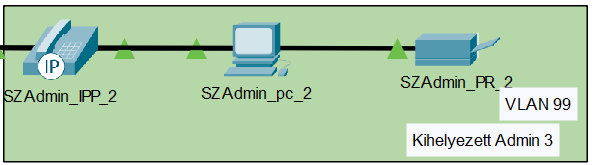 IP
SZAdmin_IPP_2
SZAdmin_pc_2
SZAdmin_PR_2
VLAN 99
Kihelyezett Admin 3